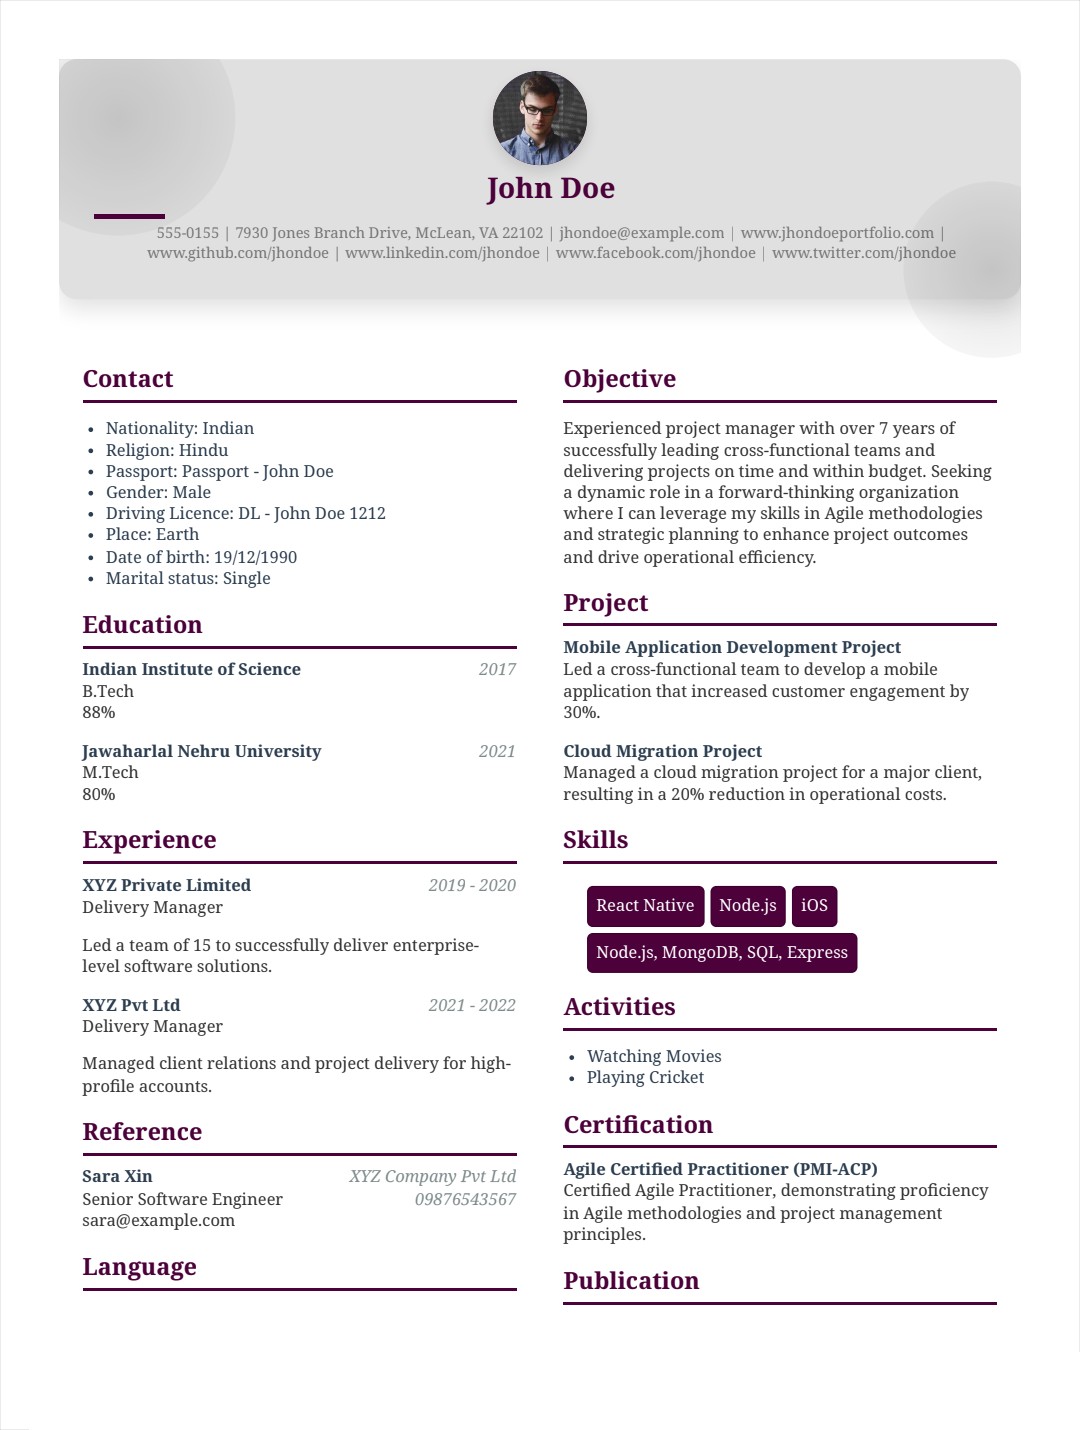 John Doe
555-0155 | 7930 Jones Branch Drive, McLean, VA 22102 | jhondoe@example.com | www.jhondoeportfolio.com |
www.github.com/jhondoe | www.linkedin.com/jhondoe | www.facebook.com/jhondoe | www.twitter.com/jhondoe
Contact
• Nationality: Indian
• Religion: Hindu
• Passport: Passport - John Doe
• Gender: Male
• Driving Licence: DL - John Doe 1212
• Place: Earth
• Date of birth: 19/12/1990
• Marital status: Single
Education
Indian Institute of Science 2017
B.Tech
88%
Jawaharlal Nehru University 2021
M.Tech
80%
Experience
XYZ Private Limited 2019 - 2020
Delivery Manager
Led a team of 15 to successfully deliver enterprise-
level software solutions.
XYZ Pvt Ltd 2021 - 2022
Delivery Manager
Managed client relations and project delivery for high-
profile accounts.
Reference
Sara Xin XYZ Company Pvt Ltd
Senior Software Engineer 09876543567
sara@example.com
Language
Objective
Experienced project manager with over 7 years of
successfully leading cross-functional teams and
delivering projects on time and within budget. Seeking
a dynamic role in a forward-thinking organization
where I can leverage my skills in Agile methodologies
and strategic planning to enhance project outcomes
and drive operational efficiency.
Project
Mobile Application Development Project
Led a cross-functional team to develop a mobile
application that increased customer engagement by
30%.
Cloud Migration Project
Managed a cloud migration project for a major client,
resulting in a 20% reduction in operational costs.
Skills
React Native Node.js iOS
Node.js, MongoDB, SQL, Express
Activities
• Watching Movies
• Playing Cricket
Certification
Agile Certified Practitioner (PMI-ACP)
Certified Agile Practitioner, demonstrating proficiency
in Agile methodologies and project management
principles.
Publication